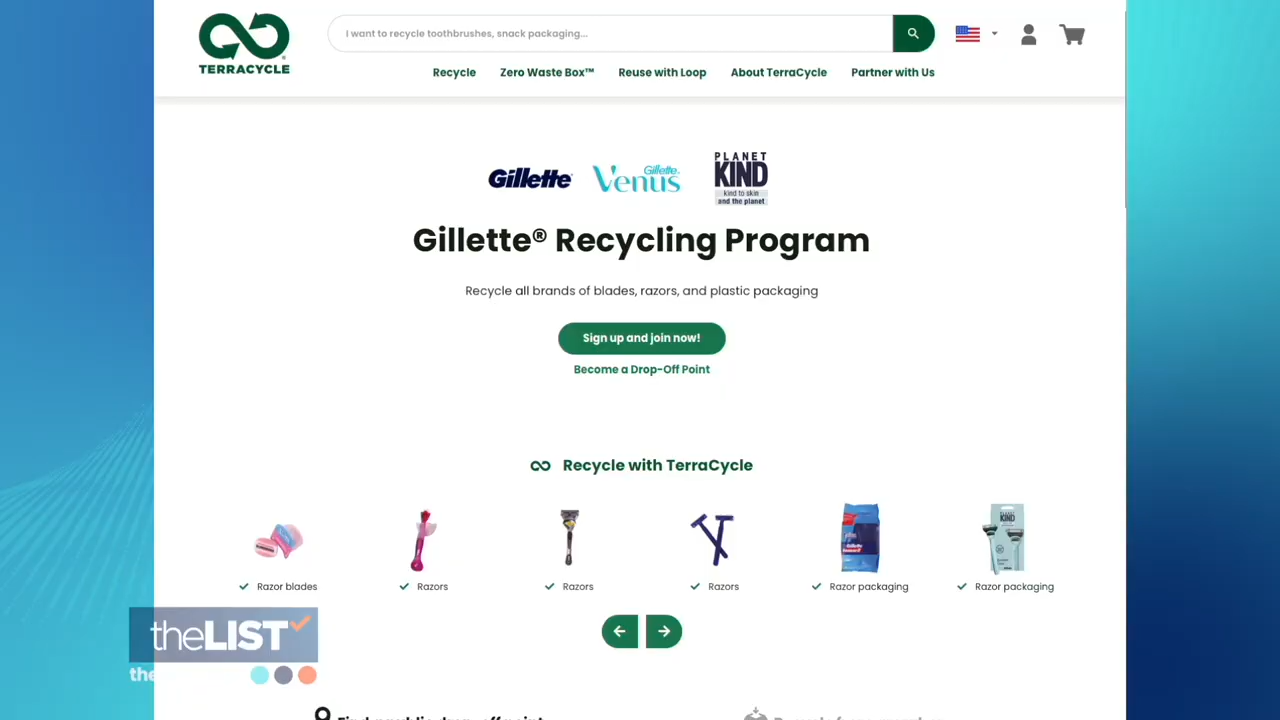 I want to recycle toothbrushes, snack packaging...
TERRACYCLE
Recycle Zero Waste Box™ Reuse with Loop About TerraCycle Partner with Us
Gillette Gillette Venus PLANET KIND kind to skin and the planet
Gillette® Recycling Program
Recycle all brands of blades, razors, and plastic packaging
Sign up and join now!
Become a Drop-Off Point
Recycle with TerraCycle
PLANET KIND
Razor blades Razors Razors Razors Razor packaging Razor packaging
theLIST
the